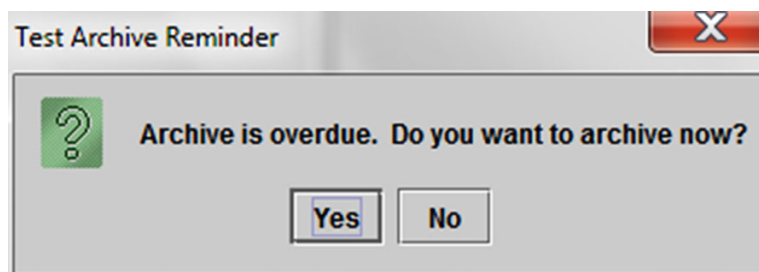 Test Archive Reminder
Archive is overdue. Do you want to archive now?
Yes No